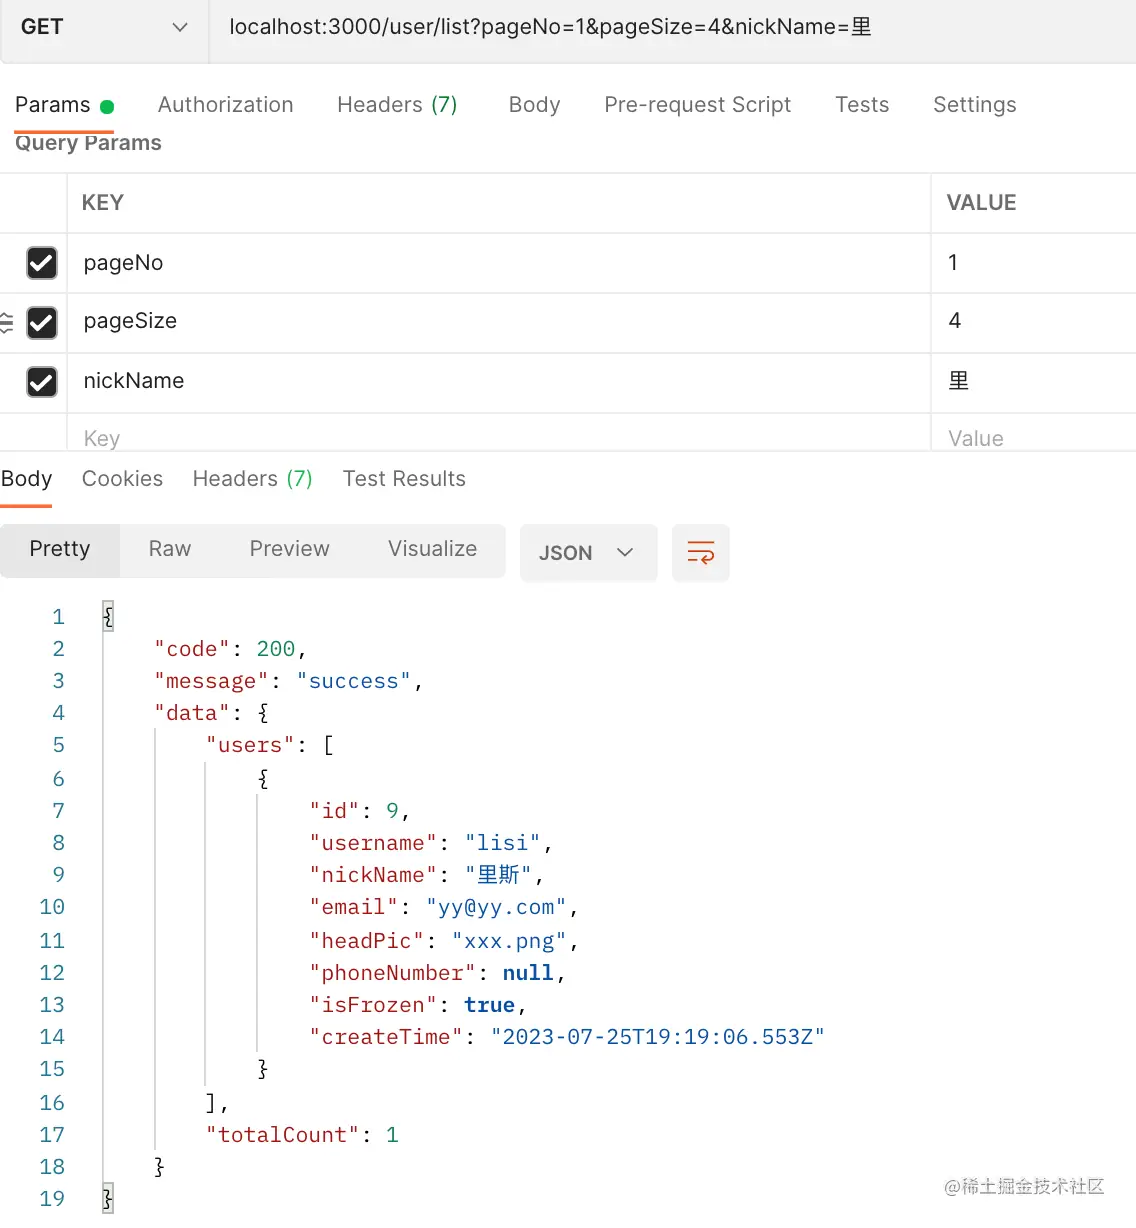 GET localhost:3000/user/list?pageNo=1&pageSize=4&nickName=里
Params Authorization Headers (7) Body Pre-request Script Tests Settings
Query Params
KEY VALUE
pageNo 1
pageSize 4
nickName 里
Key Value
Body Cookies Headers (7) Test Results
Pretty Raw Preview Visualize JSON
1 {
2 "code": 200,
3 "message": "success",
4 "data": {
5 "users": [
6 {
7 "id": 9,
8 "username": "lisi",
9 "nickName": "里斯",
10 "email": "yy@yy.com",
11 "headPic": "xxx.png",
12 "phoneNumber": null,
13 "isFrozen": true,
14 "createTime": "2023-07-25T19:19:06.553Z"
15 }
16 ],
17 "totalCount": 1
18 }
19 }
@稀土掘金技术社区